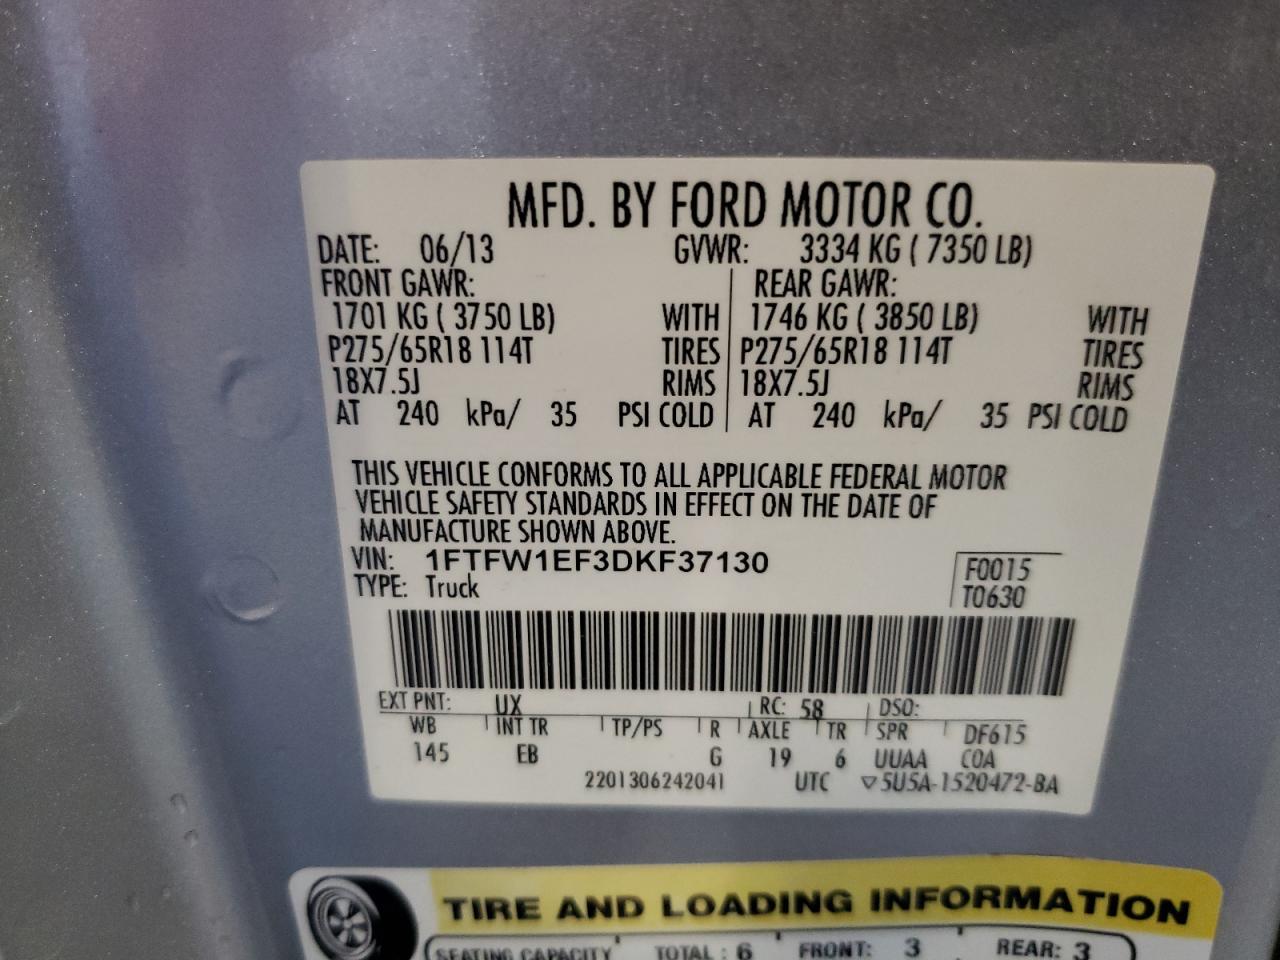 MFD. BY FORD MOTOR CO.
DATE: 06/13 GVWR: 3334 KG ( 7350 LB)
FRONT GAWR: REAR GAWR:
1701 KG ( 3750 LB) WITH 1746 KG ( 3850 LB) WITH
P275/65R18 114T TIRES P275/65R18 114T TIRES
18X7.5J RIMS 18X7.5J RIMS
AT 240 kPa/ 35 PSI COLD AT 240 kPa/ 35 PSI COLD
THIS VEHICLE CONFORMS TO ALL APPLICABLE FEDERAL MOTOR
VEHICLE SAFETY STANDARDS IN EFFECT ON THE DATE OF
MANUFACTURE SHOWN ABOVE.
VIN: 1FTFW1EF3DKF37130 F0015
TYPE: Truck T0630
EXT PNT: UX RC: 58 DSO:
WB INT TR TP/PS R AXLE TR SPR DF615
145 EB G 19 6 UUAA COA
2201306242041 UTC ▽5U5A-1520472-BA
TIRE AND LOADING INFORMATION
SEATING CAPACITY TOTAL : 6 FRONT: 3 REAR: 3